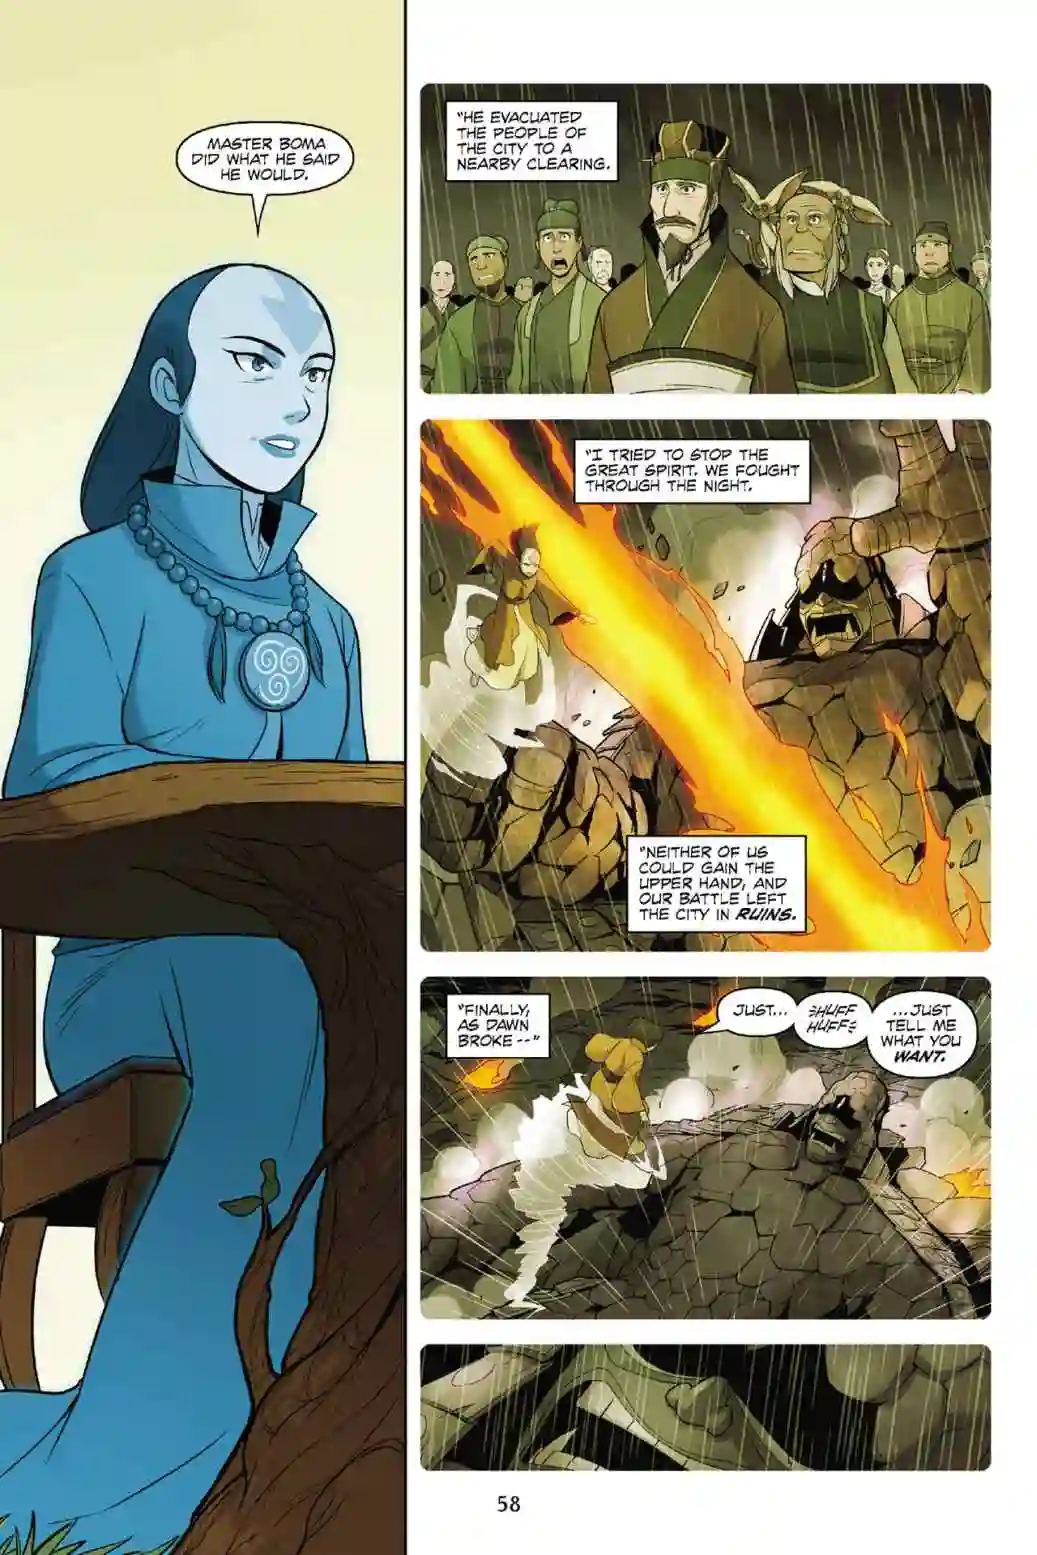 MASTER BOMA
DID WHAT HE SAID
HE WOULD.
"HE EVACUATED
THE PEOPLE OF
THE CITY TO A
NEARBY CLEARING.
"I TRIED TO STOP THE
GREAT SPIRIT. WE FOUGHT
THROUGH THE NIGHT.
"NEITHER OF US
COULD GAIN THE
UPPER HAND, AND
OUR BATTLE LEFT
THE CITY IN RUINS.
"FINALLY,
AS DAWN
BROKE--"
JUST...
HUFF
HUFF
...JUST
TELL ME
WHAT YOU
WANT.
58